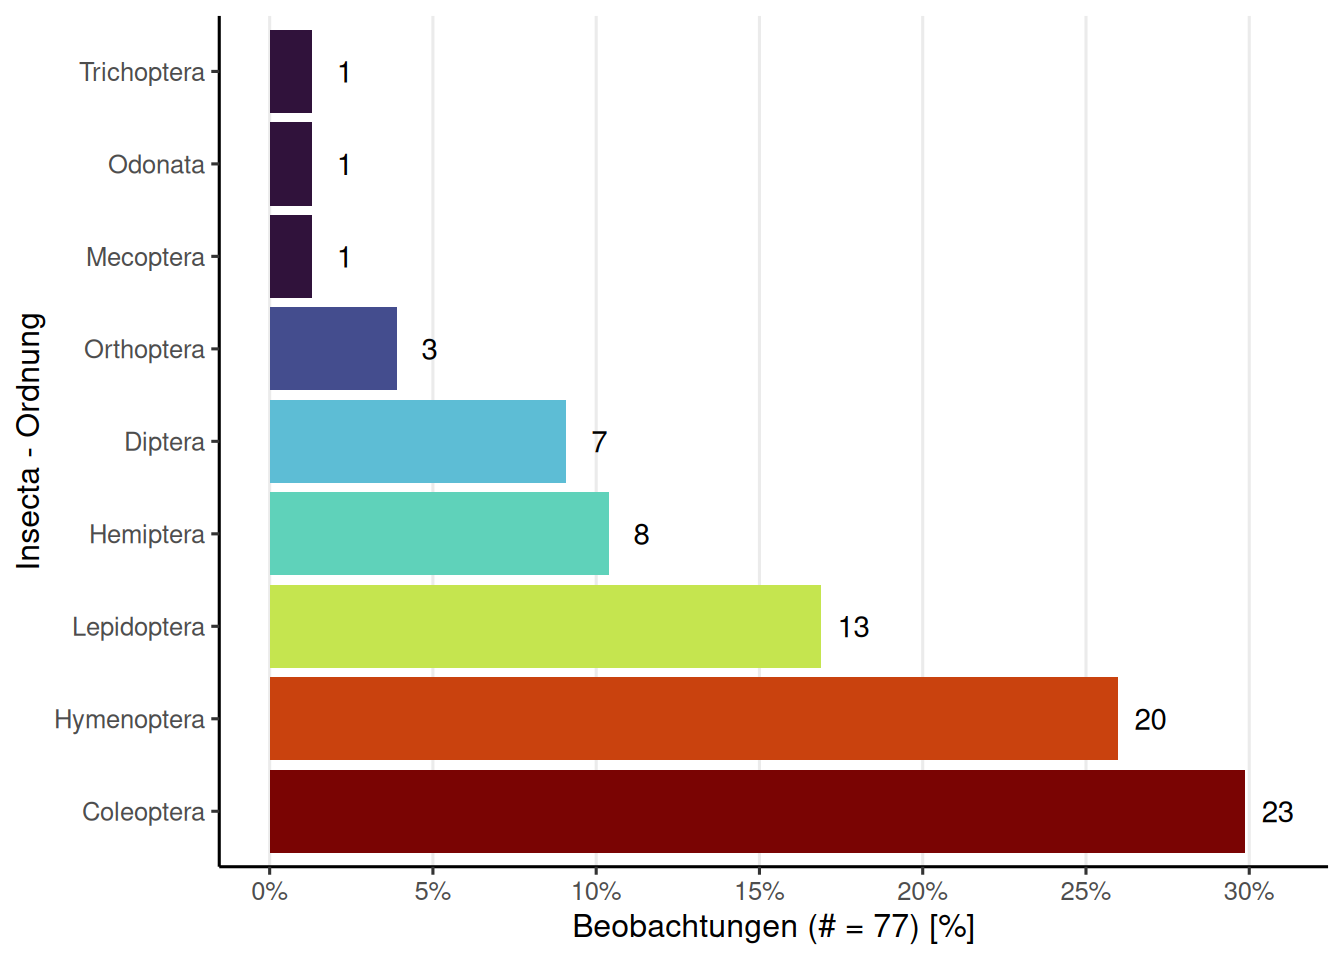 Insecta - Ordnung
Trichoptera 1
Odonata 1
Mecoptera 1
Orthoptera 3
Diptera 7
Hemiptera 8
Lepidoptera 13
Hymenoptera 20
Coleoptera 23
0% 5% 10% 15% 20% 25% 30%
Beobachtungen (# = 77) [%]